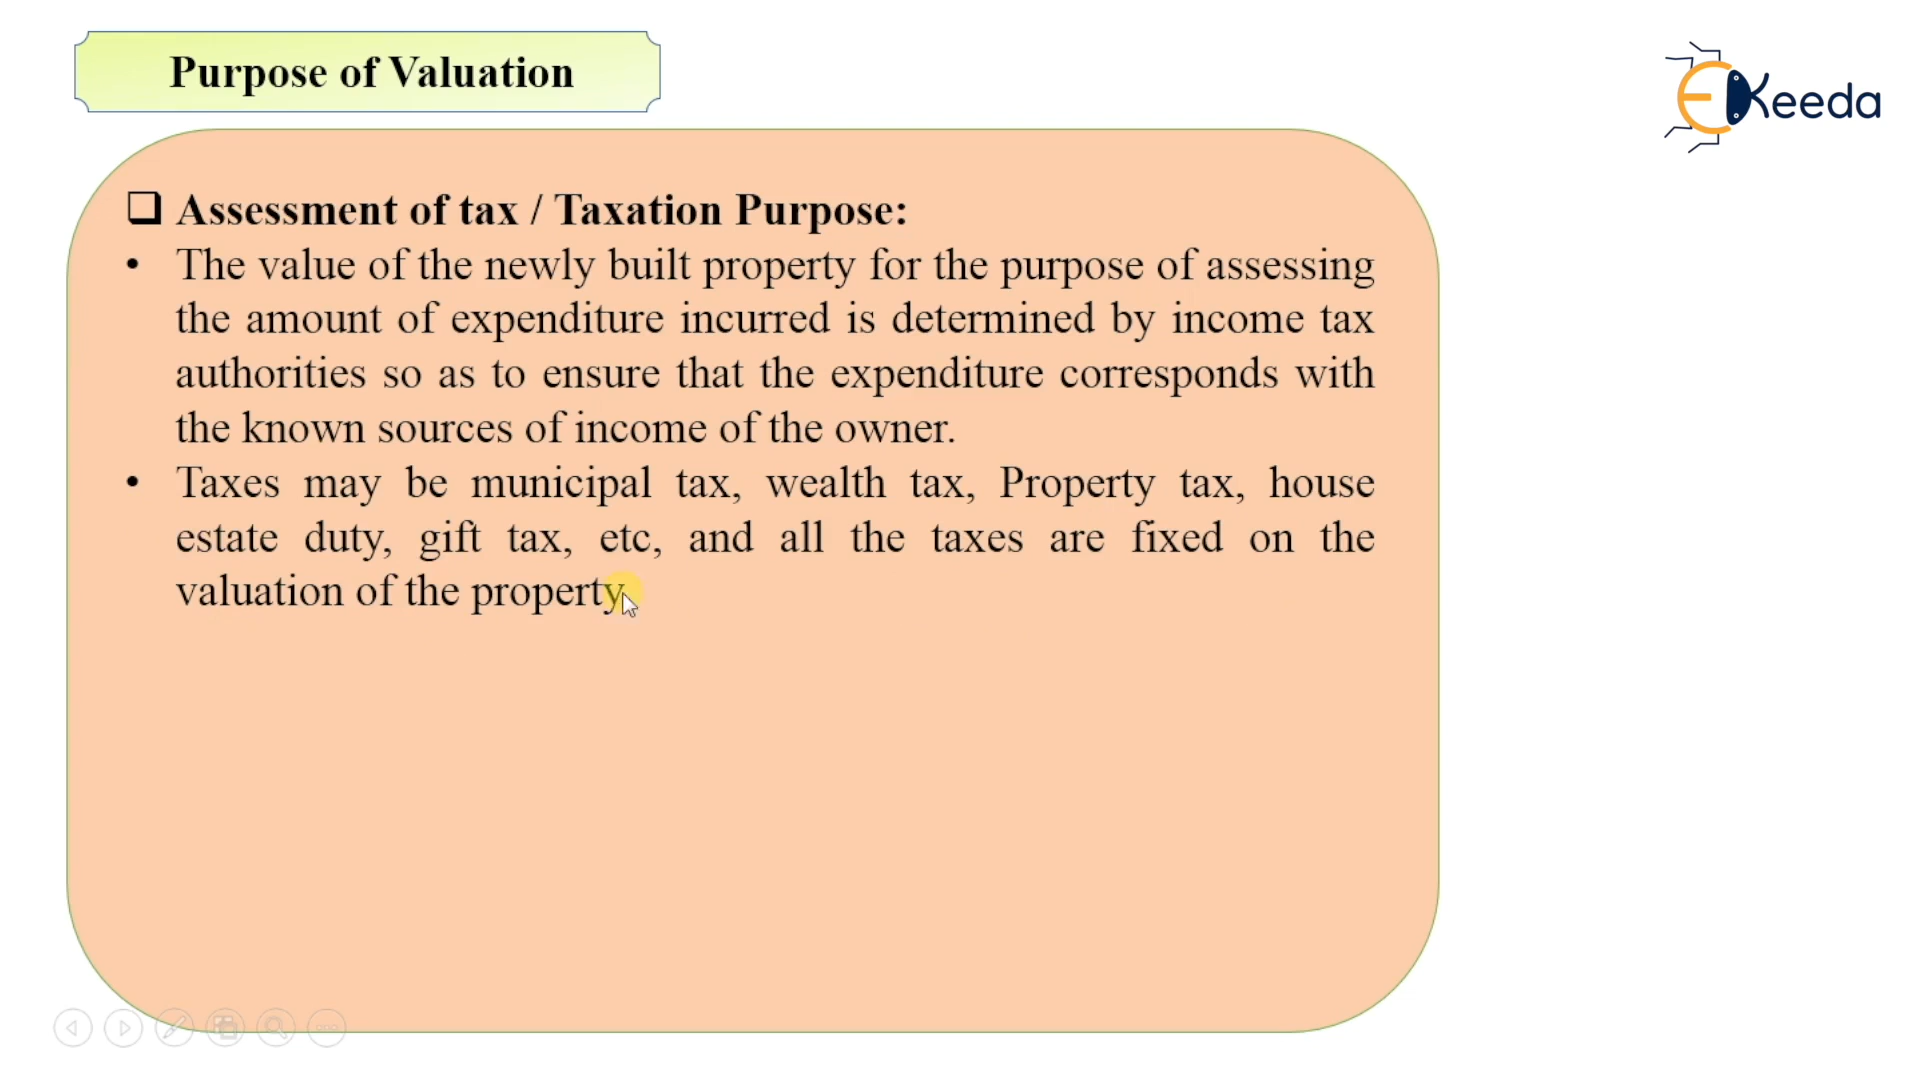 Purpose of Valuation
EKeeda
❑ Assessment of tax / Taxation Purpose:
• The value of the newly built property for the purpose of assessing
the amount of expenditure incurred is determined by income tax
authorities so as to ensure that the expenditure corresponds with
the known sources of income of the owner.
• Taxes may be municipal tax, wealth tax, Property tax, house
estate duty, gift tax, etc, and all the taxes are fixed on the
valuation of the property